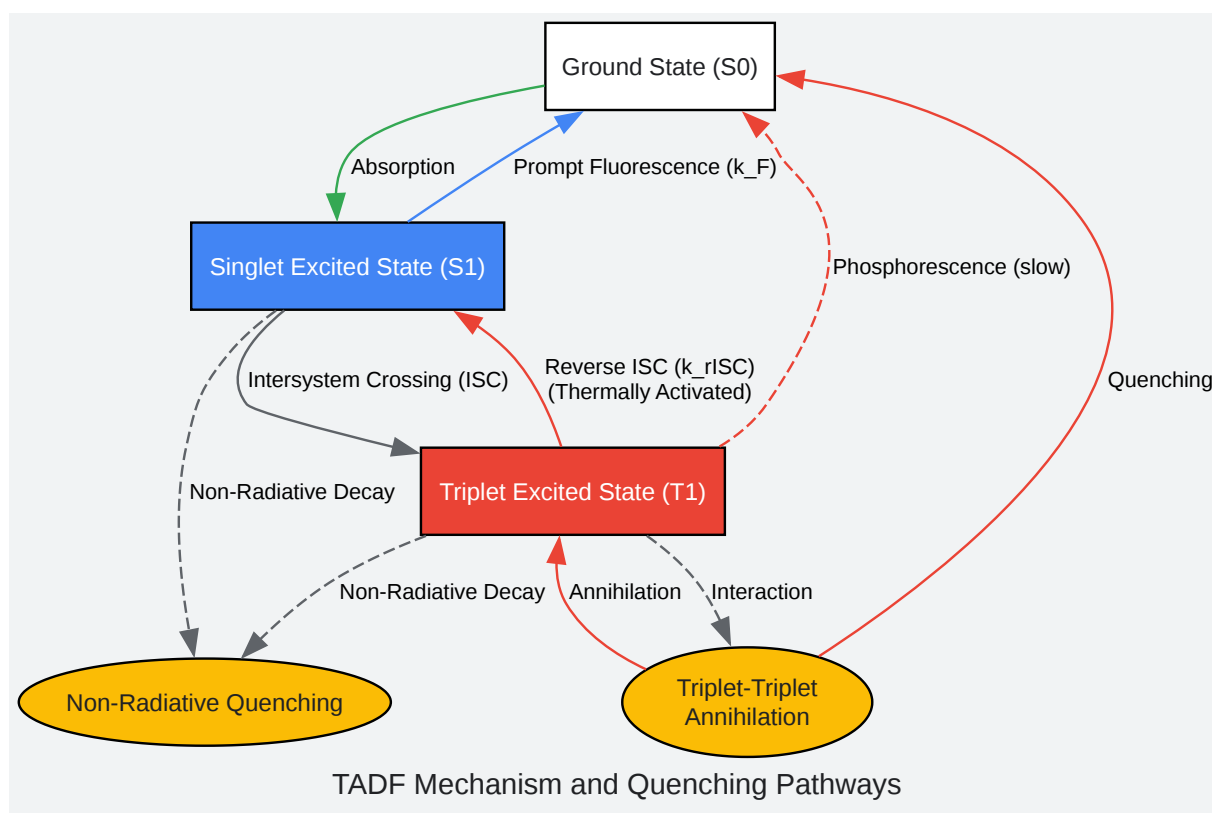 Ground State (S0)
Absorption
Prompt Fluorescence (k_F)
Singlet Excited State (S1)
Phosphorescence (slow)
Intersystem Crossing (ISC)
Reverse ISC (k_rISC)
(Thermally Activated)
Quenching
Non-Radiative Decay
Triplet Excited State (T1)
Non-Radiative Decay
Annihilation
Interaction
Non-Radiative Quenching
Triplet-Triplet
Annihilation
TADF Mechanism and Quenching Pathways